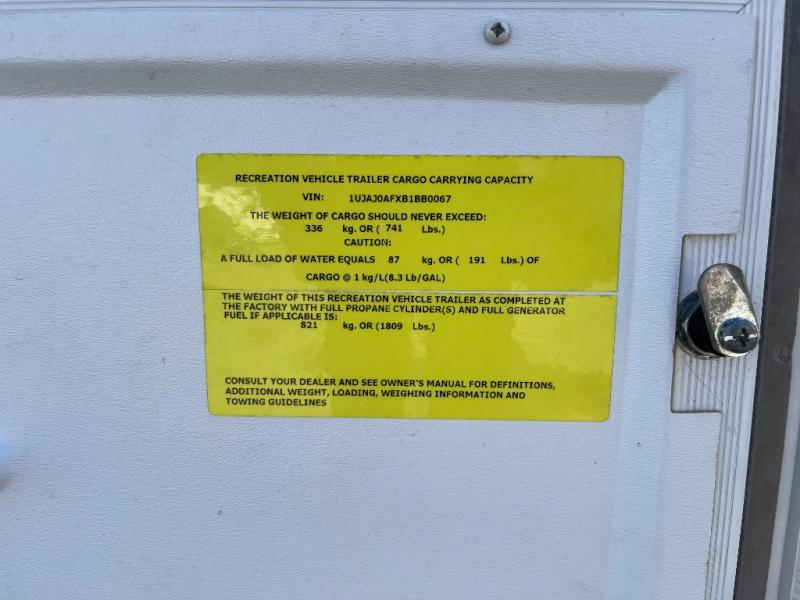 RECREATION VEHICLE TRAILER CARGO CARRYING CAPACITY
VIN: 1UJAJ0AFXB1BB0067
THE WEIGHT OF CARGO SHOULD NEVER EXCEED:
336 kg. OR ( 741 Lbs.)
CAUTION:
A FULL LOAD OF WATER EQUALS 87 kg. OR ( 191 Lbs.) OF
CARGO @ 1 kg/L(8.3 Lb/GAL)
THE WEIGHT OF THIS RECREATION VEHICLE TRAILER AS COMPLETED AT
THE FACTORY WITH FULL PROPANE CYLINDER(S) AND FULL GENERATOR
FUEL IF APPLICABLE IS:
821 kg. OR (1809 Lbs.)
CONSULT YOUR DEALER AND SEE OWNER'S MANUAL FOR DEFINITIONS,
ADDITIONAL WEIGHT, LOADING, WEIGHING INFORMATION AND
TOWING GUIDELINES